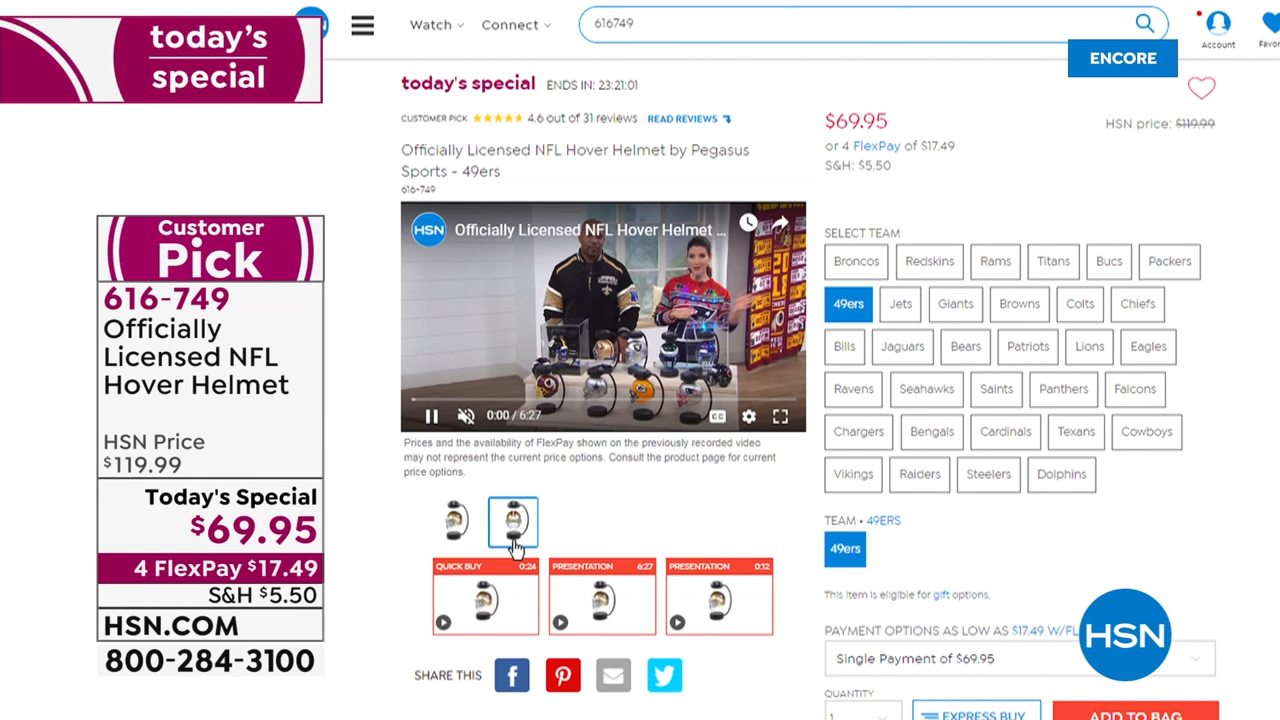 today's
special
Customer
Pick
616-749
Officially
Licensed NFL
Hover Helmet
HSN Price
$119.99
Today's Special
$69.95
4 FlexPay $17.49
S&H $5.50
HSN.COM
800-284-3100
Watch
Connect
616749
Account
ENCORE
today's special ENDS IN: 23:21:01
CUSTOMER PICK 4.6 out of 31 reviews READ REVIEWS
Officially Licensed NFL Hover Helmet by Pegasus
Sports - 49ers
616-749
HSN Officially Licensed NFL Hover Helmet ...
0:00 / 6:27
CC
Prices and the availability of FlexPay shown on the previously recorded video
may not represent the current price options. Consult the product page for current
price options.
QUICK BUY 0:24
PRESENTATION 6:27
PRESENTATION 0:12
SHARE THIS
$69.95
HSN price: $119.99
or 4 FlexPay of $17.49
S&H: $5.50
SELECT TEAM
Broncos Redskins Rams Titans Bucs Packers
49ers Jets Giants Browns Colts Chiefs
Bills Jaguars Bears Patriots Lions Eagles
Ravens Seahawks Saints Panthers Falcons
Chargers Bengals Cardinals Texans Cowboys
Vikings Raiders Steelers Dolphins
TEAM • 49ERS
49ers
This item is eligible for gift options.
PAYMENT OPTIONS AS LOW AS $17.49 W/FL
Single Payment of $69.95
HSN
QUANTITY
1
EXPRESS BUY
ADD TO BAG